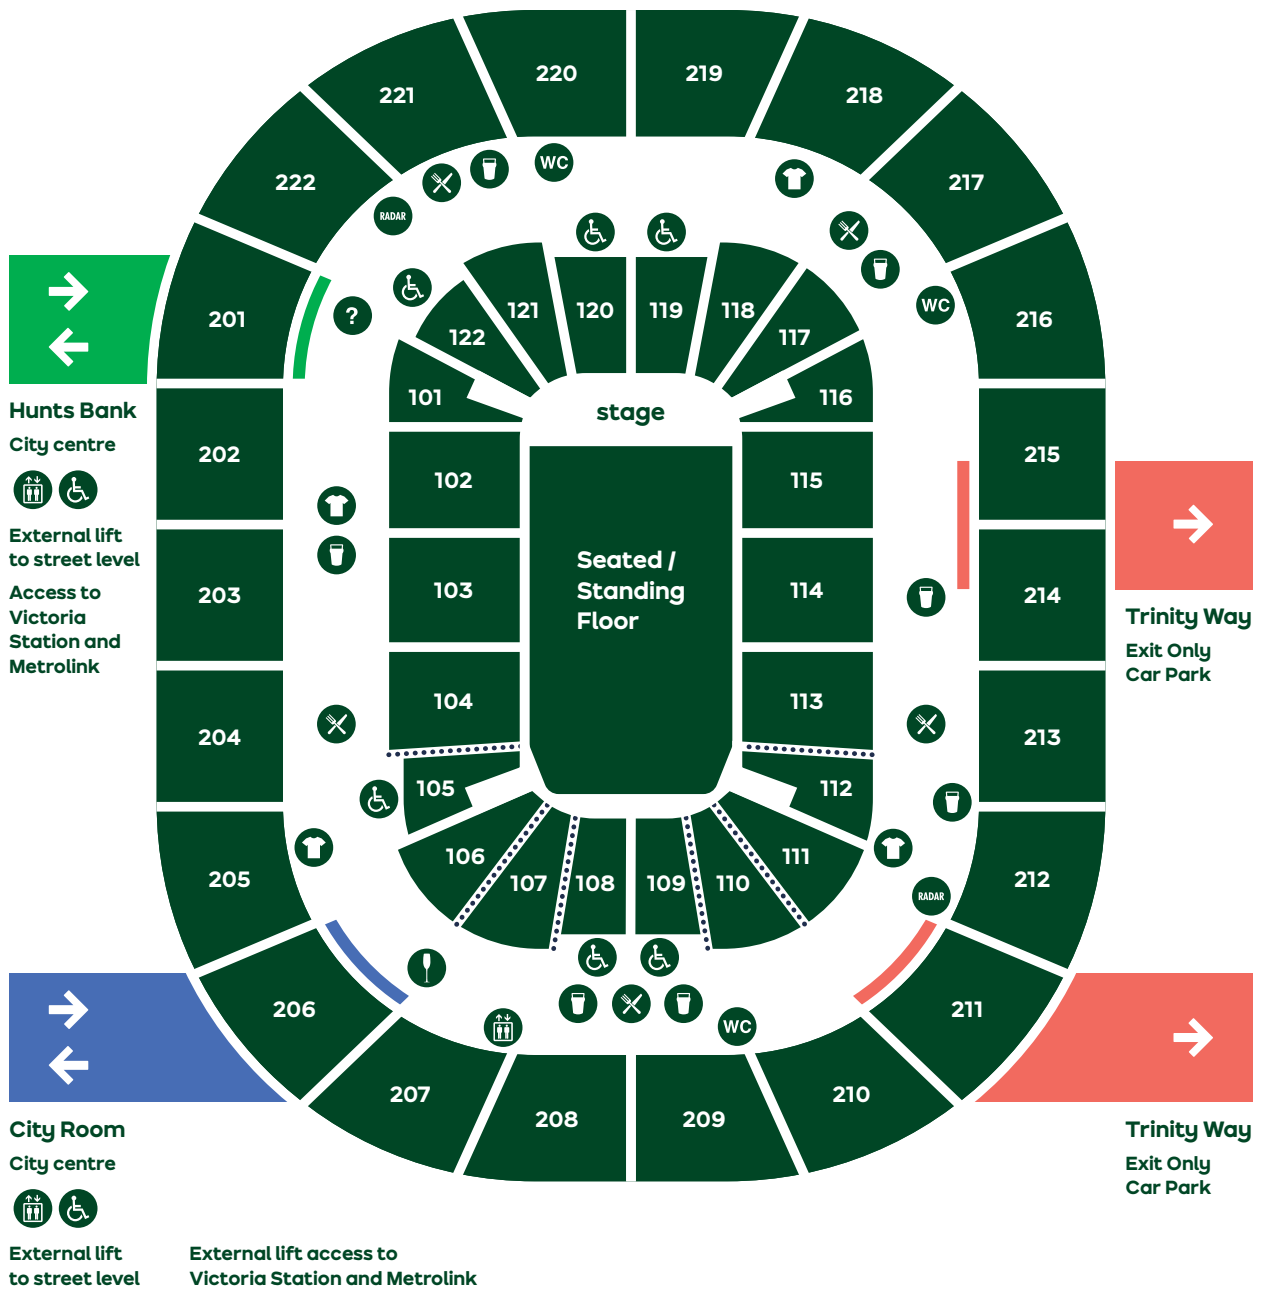 220
219
221
218
WC
222
217
RADAR
201
?
WC
216
121
120
119
118
122
117
101
116
Hunts Bank
City centre
stage
202
102
115
215
External lift
to street level
Access to
Victoria
Station and
Metrolink
Seated /
Standing
Floor
203
103
114
214
Trinity Way
Exit Only
Car Park
204
104
113
213
105
112
205
106
107
108
109
110
111
212
RADAR
206
211
WC
207
210
208
209
City Room
City centre
Trinity Way
Exit Only
Car Park
External lift
to street level
External lift access to
Victoria Station and Metrolink